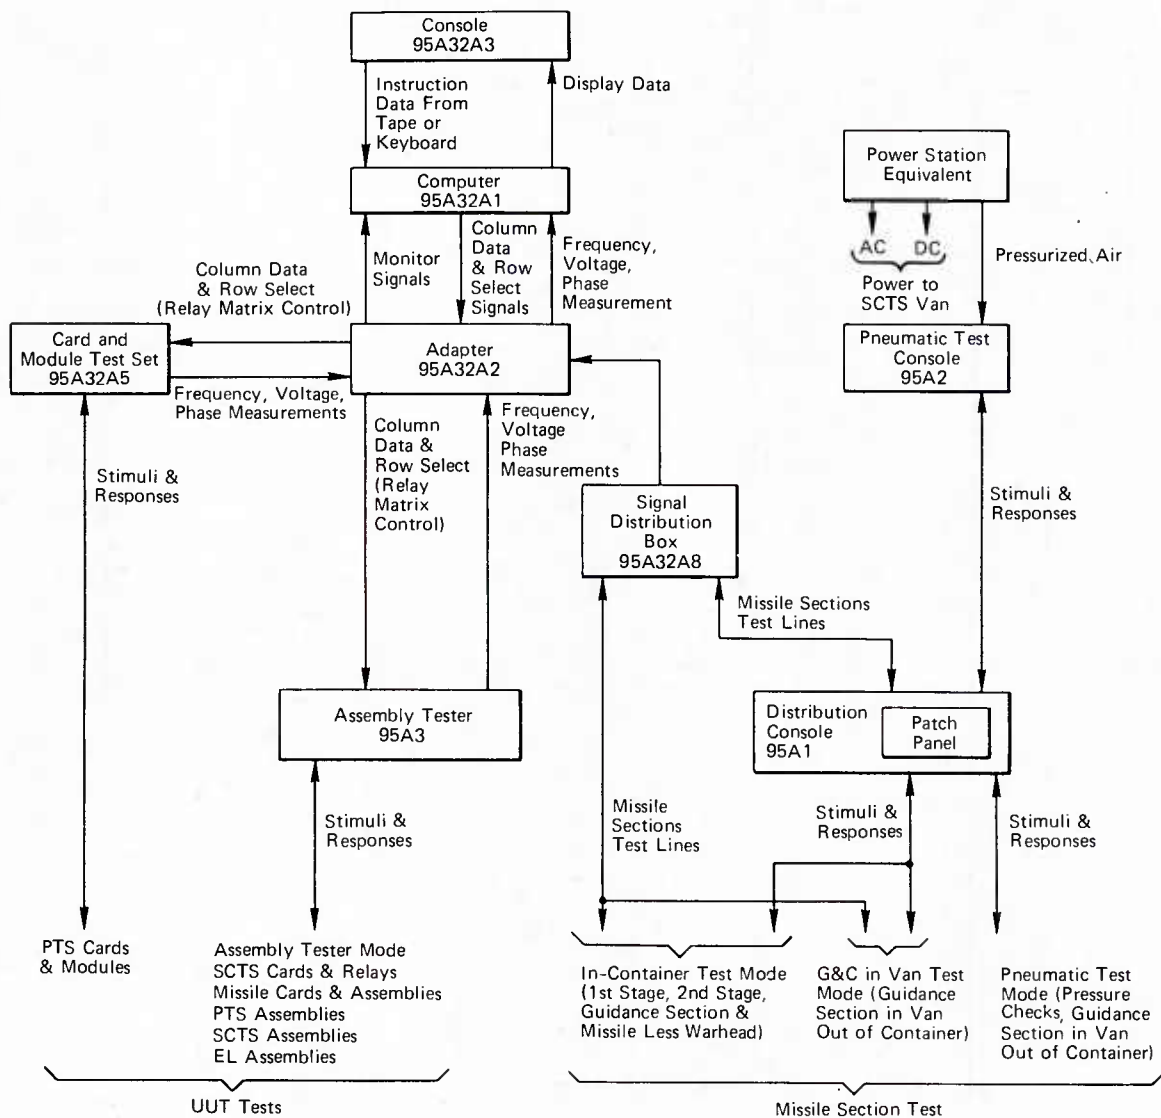 Console
95A32A3
Instruction
Data From
Tape or
Keyboard
Display Data
Computer
95A32A1
Power Station
Equivalent
AC
DC
Power to
SCTS Van
Pressurized Air
Monitor
Signals
Column
Data
& Row
Select
Signals
Frequency,
Voltage,
Phase
Measurement
Column Data
& Row Select
(Relay Matrix Control)
Card and
Module Test Set
95A32A5
Adapter
95A32A2
Pneumatic Test
Console
95A2
Frequency, Voltage,
Phase Measurements
Column
Data &
Row Select
(Relay
Matrix
Control)
Frequency,
Voltage
Phase
Measurements
Stimuli &
Responses
Signal
Distribution
Box
95A32A8
Stimuli &
Responses
Missile Sections
Test Lines
Assembly Tester
95A3
Distribution
Console
95A1
Patch
Panel
Stimuli &
Responses
Missile
Sections
Test Lines
Stimuli &
Responses
Stimuli &
Responses
PTS Cards
& Modules
Assembly Tester Mode
SCTS Cards & Relays
Missile Cards & Assemblies
PTS Assemblies
SCTS Assemblies
EL Assemblies
In-Container Test Mode
(1st Stage, 2nd Stage,
Guidance Section &
Missile Less Warhead)
G&C in Van Test
Mode (Guidance
Section in Van
Out of Container)
Pneumatic Test
Mode (Pressure
Checks, Guidance
Section in Van
Out of Container)
UUT Tests
Missile Section Test